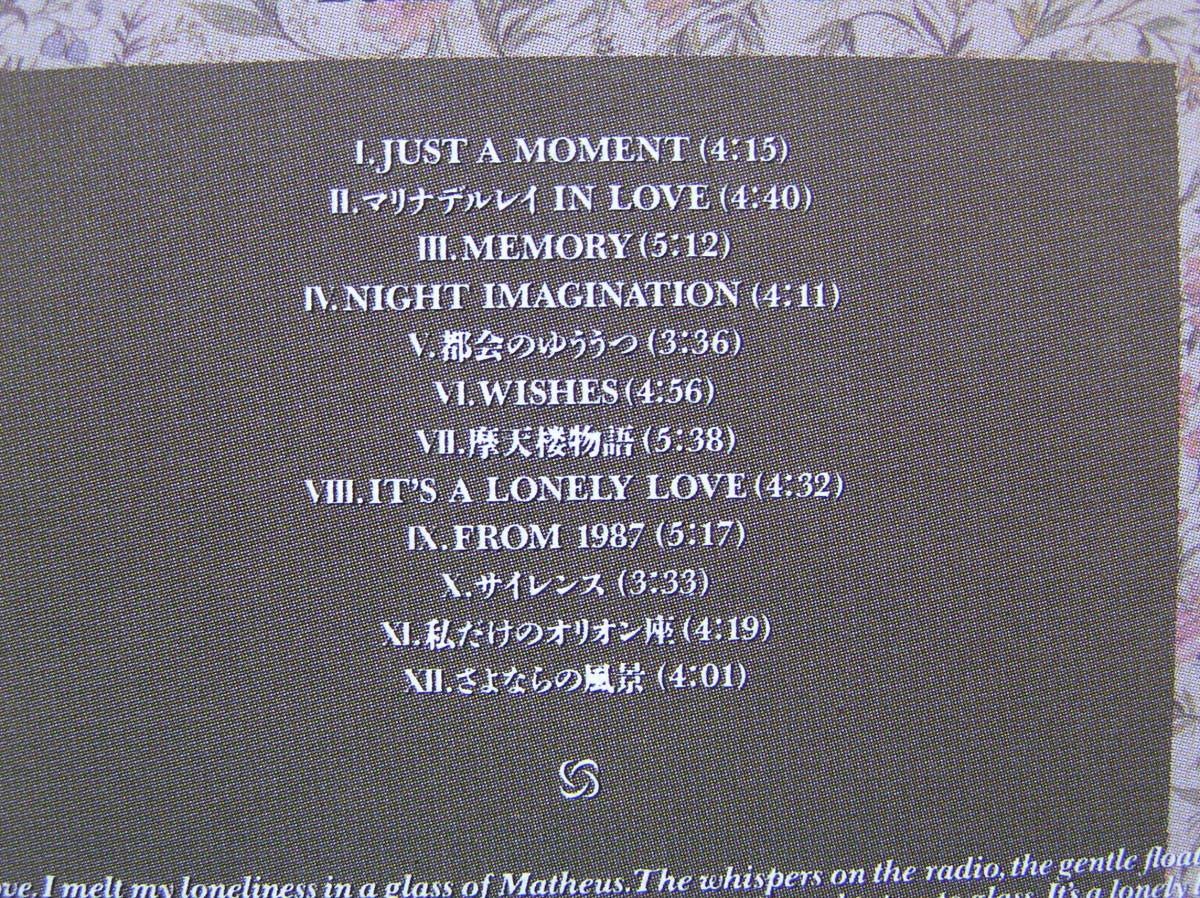 I.JUST A MOMENT (4:15)
II.マリナデルレイ IN LOVE (4:40)
III.MEMORY (5:12)
IV.NIGHT IMAGINATION (4:11)
V.都会のゆううつ (3:36)
VI.WISHES (4:56)
VII.摩天楼物語 (5:38)
VIII.IT'S A LONELY LOVE (4:32)
IX.FROM 1987 (5:17)
X.サイレンス (3:33)
XI.私だけのオリオン座 (4:19)
XII.さよならの風景 (4:01)
I melt my loneliness in a glass of Matheus. The whispers on the radio, the gentle
glass. It's a lonely